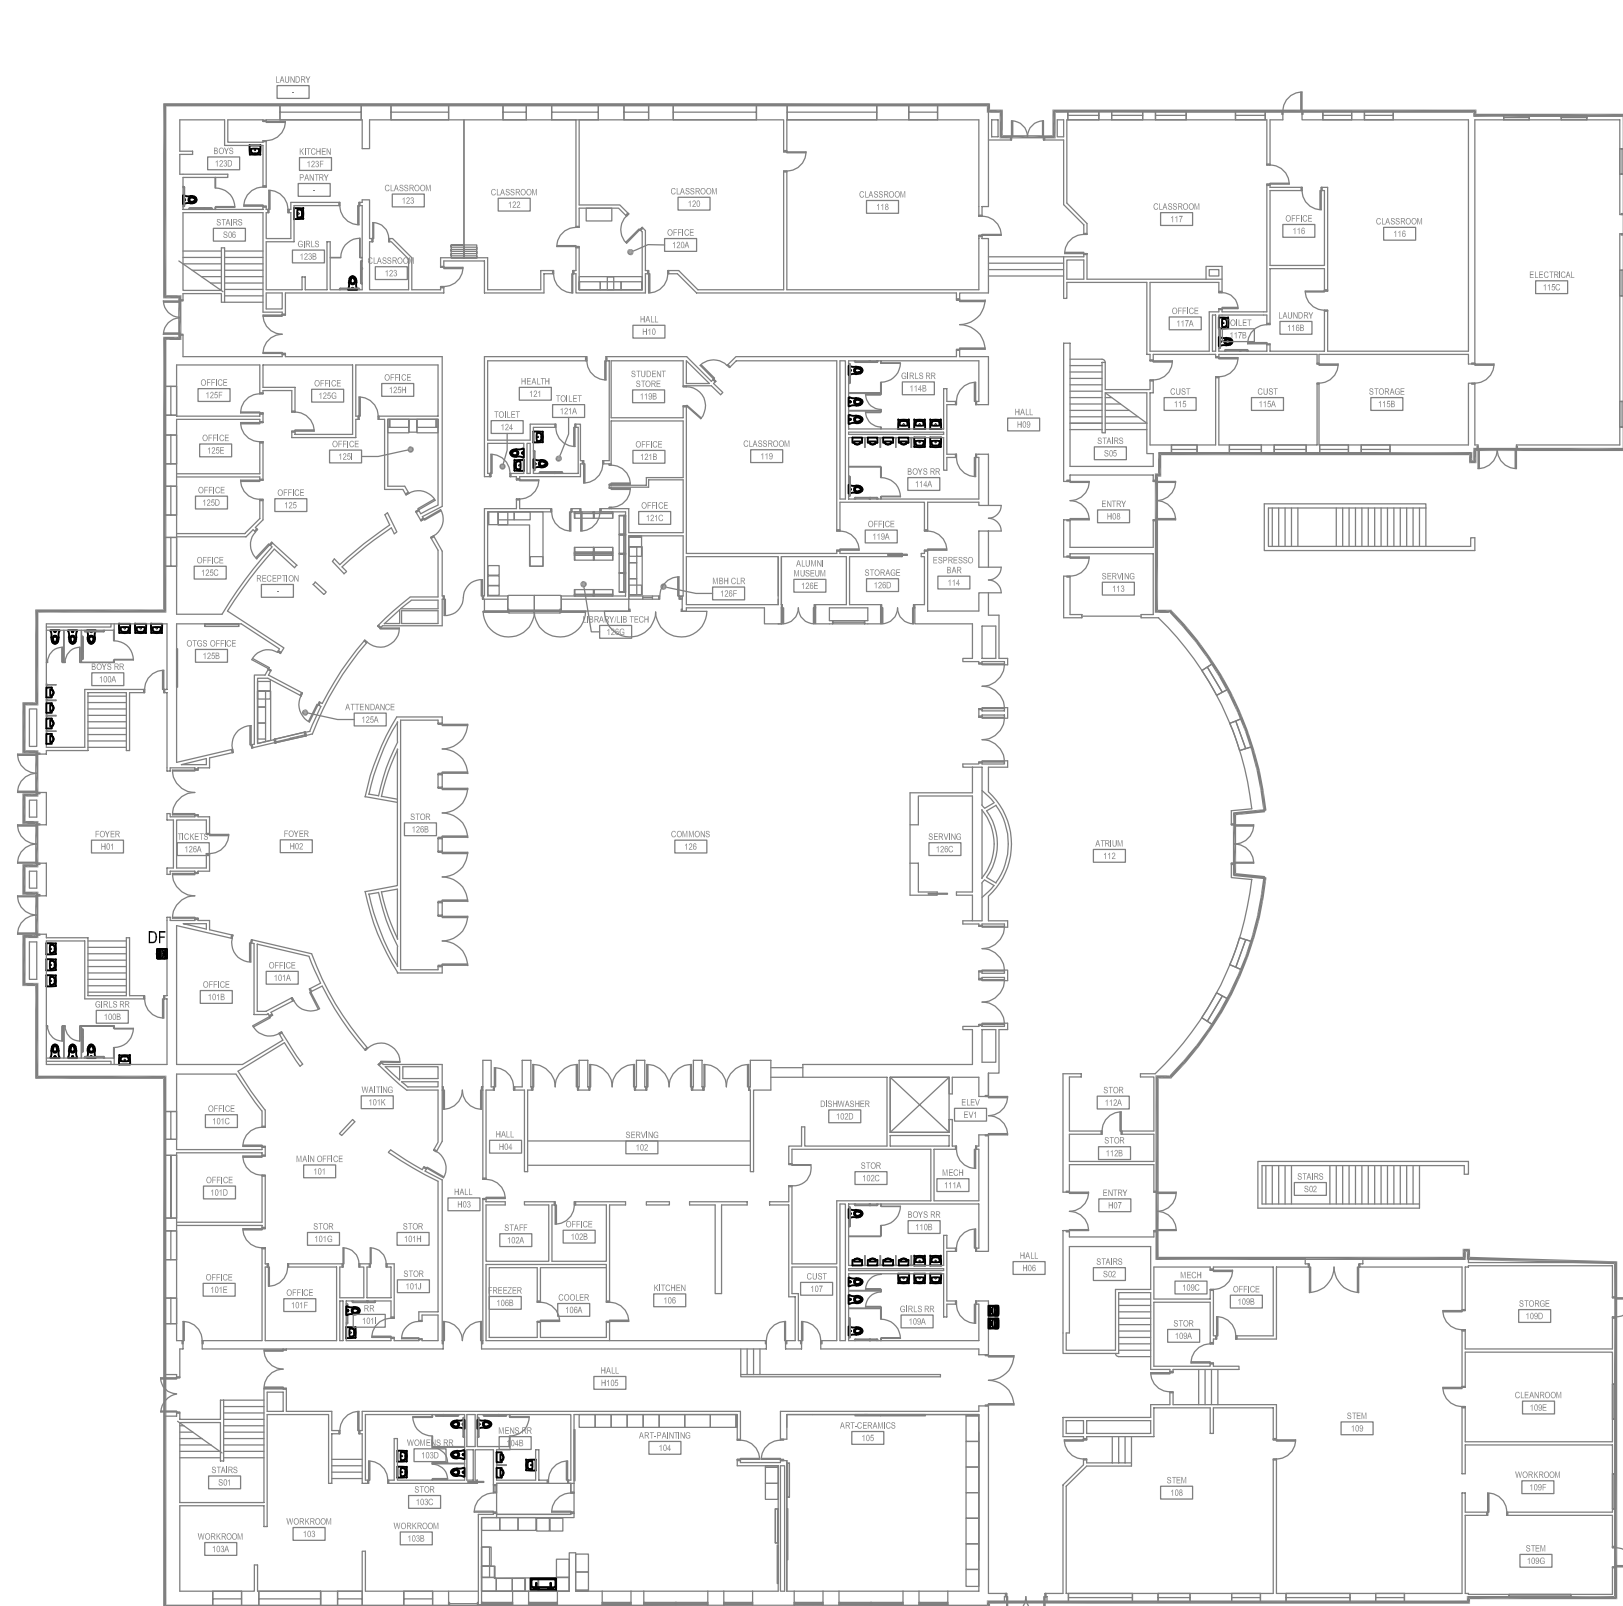 LAUNDRY
-
BOYS
123D
KITCHEN
123F
PANTRY
-
CLASSROOM
123
CLASSROOM
122
CLASSROOM
120
CLASSROOM
118
CLASSROOM
117
OFFICE
116
CLASSROOM
116
STAIRS
S06
GIRLS
123B
CLASSROOM
123
OFFICE
120A
ELECTRICAL
115C
HALL
H10
OFFICE
117A
TOILET
117B
LAUNDRY
116B
OFFICE
125F
OFFICE
125G
OFFICE
125H
HEALTH
121
STUDENT
STORE
119B
GIRLS RR
114B
CUST
115
CUST
115A
STORAGE
115B
TOILET
121A
TOILET
124
HALL
H09
OFFICE
125E
OFFICE
125I
OFFICE
121B
CLASSROOM
119
STAIRS
S05
BOYS RR
114A
OFFICE
125D
OFFICE
125
OFFICE
121C
ENTRY
H08
OFFICE
119A
OFFICE
125C
RECEPTION
-
MBH CLR
126F
ALUMNI
MUSEUM
126E
STORAGE
126D
ESPRESSO
BAR
114
SERVING
113
LIBRARY/LIB TECH
126G
OTGS OFFICE
125B
BOYS RR
100A
ATTENDANCE
125A
STOR
126B
FOYER
H01
TICKETS
126A
FOYER
H02
COMMONS
126
SERVING
126C
ATRIUM
112
DF
OFFICE
101A
OFFICE
101B
GIRLS RR
100B
WAITING
101K
OFFICE
101C
DISHWASHER
102D
ELEV
EV1
STOR
112A
HALL
H04
SERVING
102
STOR
112B
MAIN OFFICE
101
STOR
102C
MECH
111A
OFFICE
101D
HALL
H03
ENTRY
H07
STAIRS
S02
STOR
101G
STOR
101H
STAFF
102A
OFFICE
102B
BOYS RR
110B
HALL
H06
STAIRS
S02
OFFICE
101E
STOR
101J
CUST
107
MECH
109C
OFFICE
109B
OFFICE
101F
RR
101I
FREEZER
106B
COOLER
106A
KITCHEN
106
GIRLS RR
109A
STOR
109A
STORGE
109D
HALL
H105
CLEANROOM
109E
WOMENS RR
103D
MENS RR
104B
ART-PAINTING
104
ART-CERAMICS
105
STEM
109
STAIRS
S01
STOR
103C
STEM
108
WORKROOM
109F
WORKROOM
103A
WORKROOM
103
WORKROOM
103B
STEM
109G